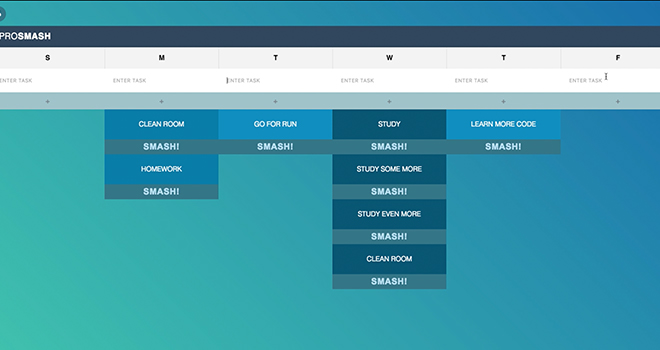 PROSMASH
S M T W T F
ENTER TASK ENTER TASK ENTER TASK ENTER TASK ENTER TASK ENTER TASK
+ + + + + +
CLEAN ROOM GO FOR RUN STUDY LEARN MORE CODE
SMASH! SMASH! SMASH! SMASH!
HOMEWORK STUDY SOME MORE
SMASH! SMASH!
STUDY EVEN MORE
SMASH!
CLEAN ROOM
SMASH!